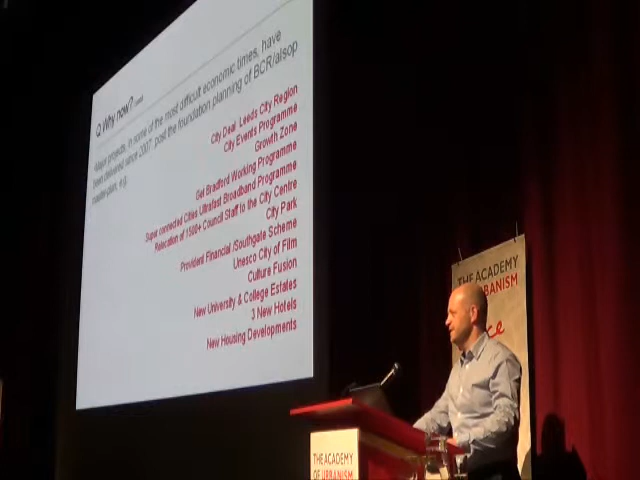 Q Why now?
Major projects, in some of the most difficult economic times, have
been delivered since 2007, post the foundation planning of BCR/alsop
master-plan, e.g.
City Deal Leeds City Region
City Events Programme
Growth Zone
Get Bradford Working Programme
Super connected Cities Ultrafast Broadband Programme
Relocation of 1500+ Council Staff to the City Centre
City Park
Provident Financial /Southgate Scheme
Unesco City of Film
Culture Fusion
New University & College Estates
3 New Hotels
New Housing Developments
THE ACADEMY
URBANISM
THE ACADEMY
OF URBANISM